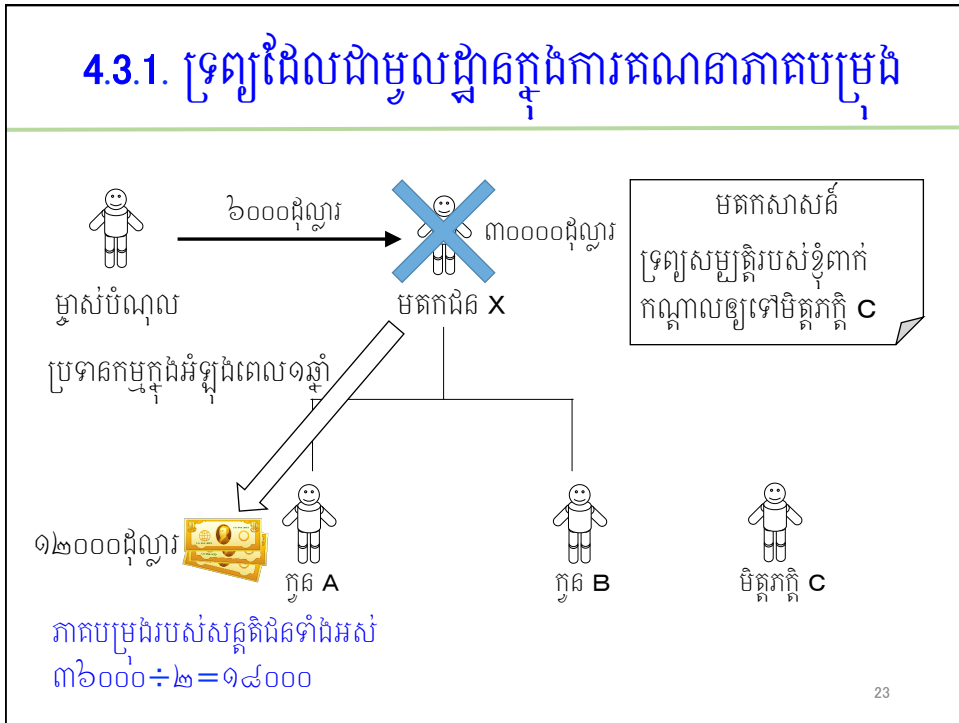 4.3.1. ទ្រព្យដែលជាមូលដ្ឋានក្នុងការគណនាភាគបម្រុង
៦០០០ដុល្លារ
៣០០០០ដុល្លារ
ម្ចាស់បំណុល
មតកជន X
មតកសាសន៍
ទ្រព្យសម្បត្តិរបស់ខ្ញុំពាក់
កណ្តាលឲ្យទៅមិត្តភក្តិ C
ប្រទានកម្មក្នុងអំឡុងពេល១ឆ្នាំ
១២០០០ដុល្លារ
កូន A
កូន B
មិត្តភក្តិ C
ភាគបម្រុងរបស់សន្តតិជនទាំងអស់
៣៦០០០÷២=១៨០០០
23